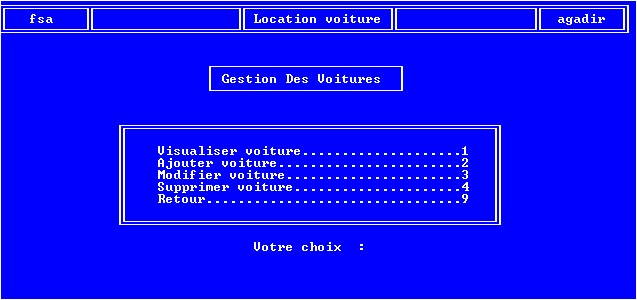 fsa Location voiture agadir
Gestion Des Voitures
Visualiser voiture....................1
Ajouter voiture.......................2
Modifier voiture......................3
Supprimer voiture.....................4
Retour................................9
Votre choix  :